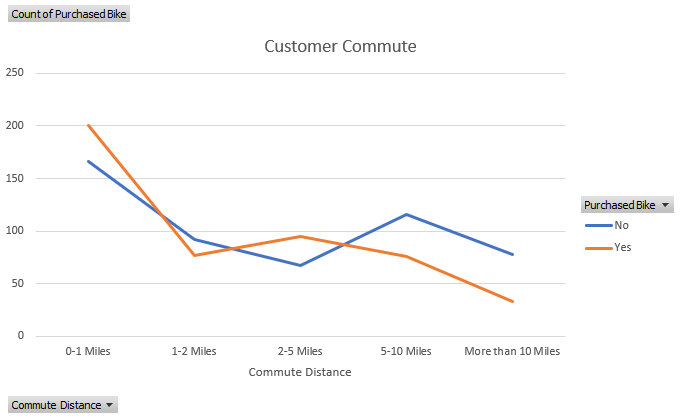 Count of Purchased Bike
Customer Commute
250
200
150
100
50
0
0-1 Miles
1-2 Miles
2-5 Miles
5-10 Miles
More than 10 Miles
Commute Distance
Purchased Bike
No
Yes
Commute Distance